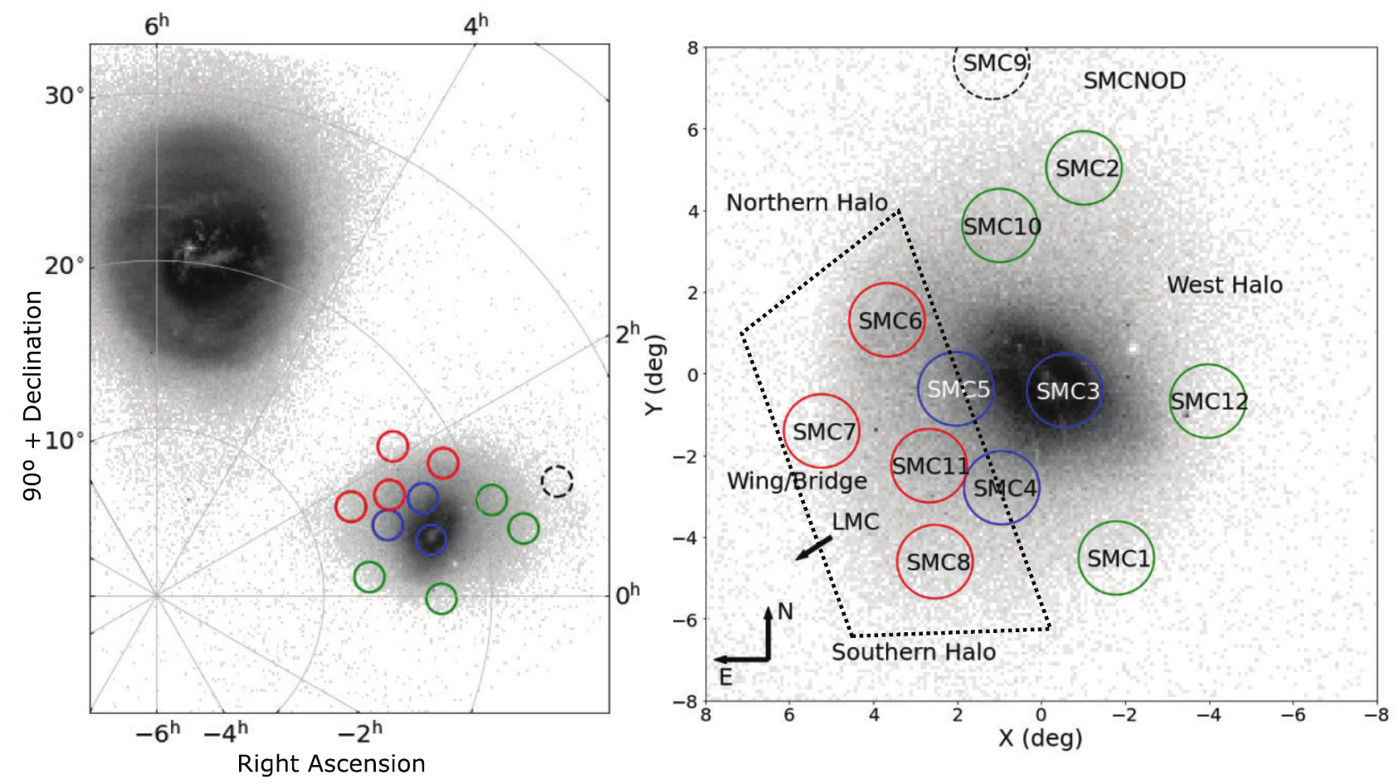 6ʰ
4ʰ
30°
20°
10°
2ʰ
0ʰ
90º + Declination
−6ʰ
−4ʰ
−2ʰ
Right Ascension
8
6
4
2
0
−2
−4
−6
−8
Y (deg)
SMC9
SMCNOD
SMC2
Northern Halo
SMC10
West Halo
SMC6
SMC5
SMC3
SMC12
SMC7
SMC11
Wing/Bridge
SMC4
LMC
SMC8
SMC1
N
E
Southern Halo
8
6
4
2
0
−2
−4
−6
−8
X (deg)